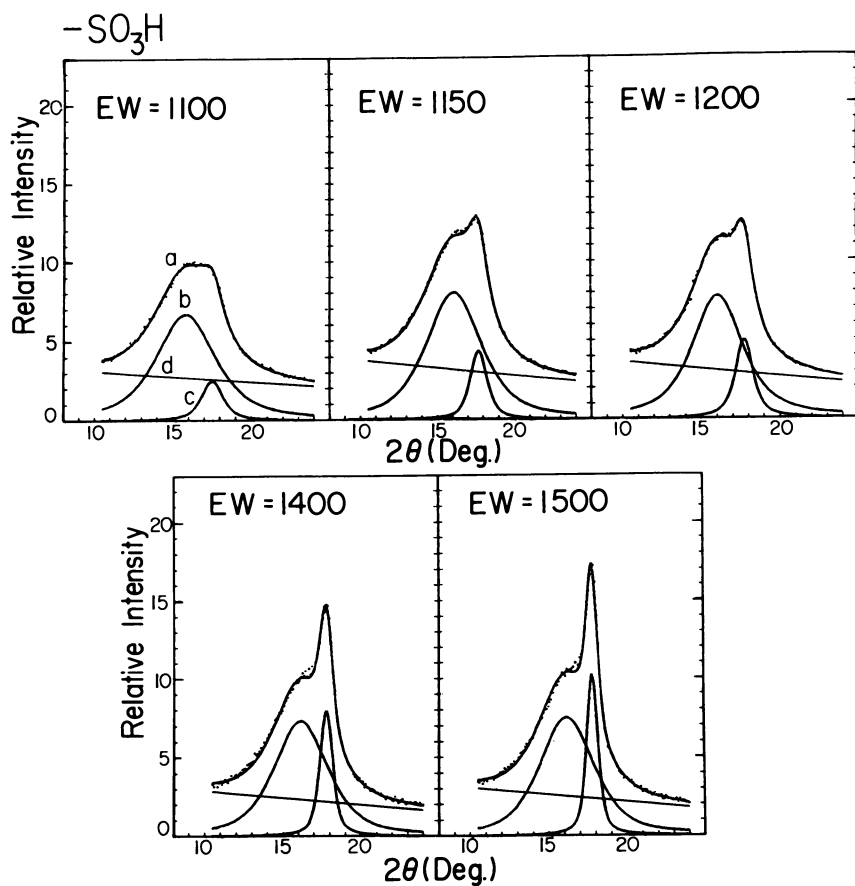 -SO₃H
EW = 1100
EW = 1150
EW = 1200
20
15
10
5
0
Relative Intensity
a
b
d
c
10 15 20
10 15 20
10 15 20
2θ (Deg.)
EW = 1400
EW = 1500
20
15
10
5
0
Relative Intensity
10 15 20
10 15 20
2θ (Deg.)